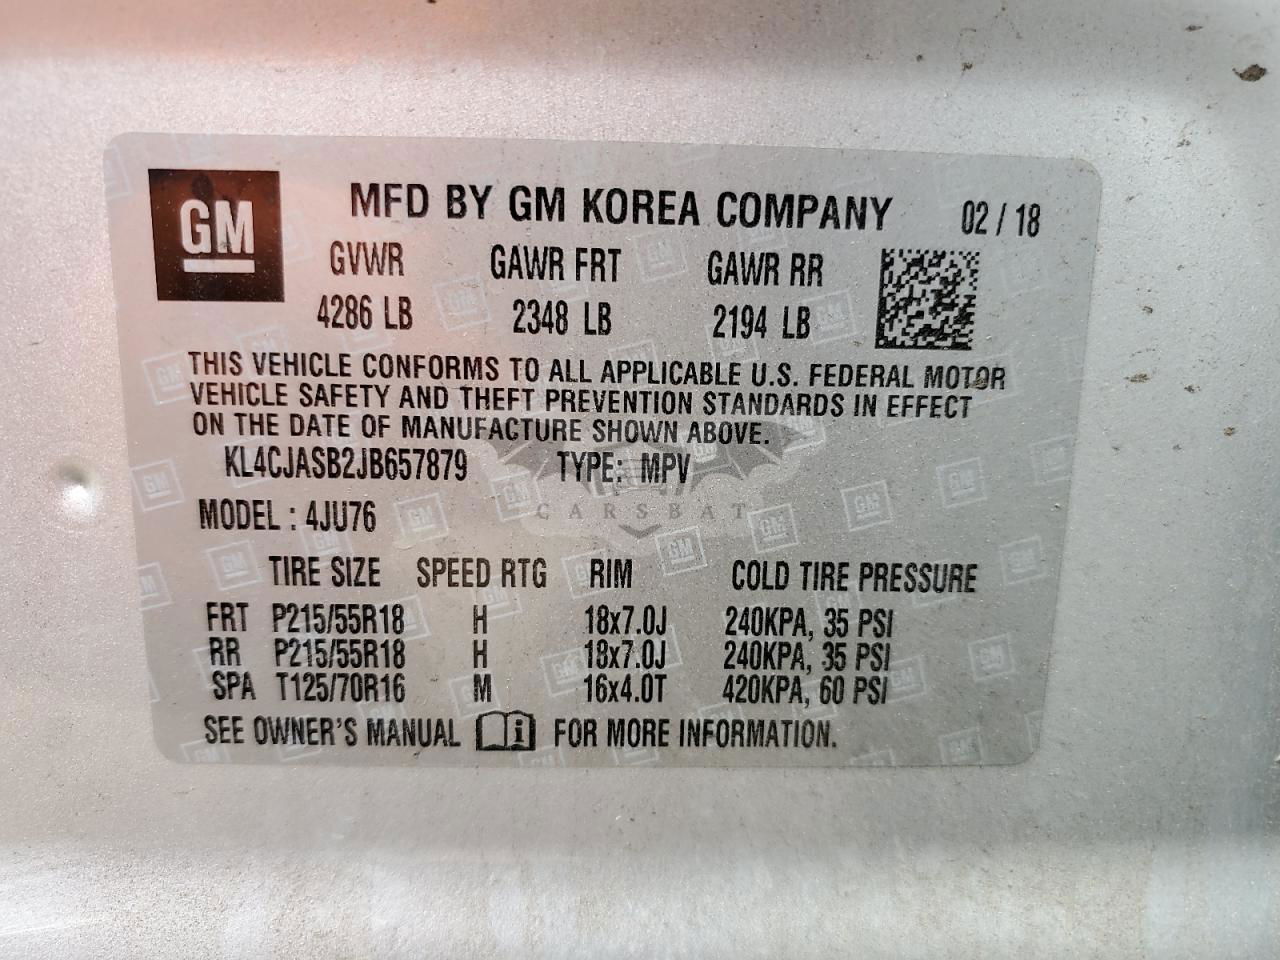 GM MFD BY GM KOREA COMPANY 02 / 18
GVWR GAWR FRT GAWR RR
4286 LB 2348 LB 2194 LB
THIS VEHICLE CONFORMS TO ALL APPLICABLE U.S. FEDERAL MOTOR
VEHICLE SAFETY AND THEFT PREVENTION STANDARDS IN EFFECT
ON THE DATE OF MANUFACTURE SHOWN ABOVE.
KL4CJASB2JB657879 TYPE: MPV
CARSBAT
MODEL : 4JU76
TIRE SIZE SPEED RTG RIM COLD TIRE PRESSURE
FRT P215/55R18 H 18x7.0J 240KPA, 35 PSI
RR P215/55R18 H 18x7.0J 240KPA, 35 PSI
SPA T125/70R16 M 16x4.0T 420KPA, 60 PSI
SEE OWNER'S MANUAL i FOR MORE INFORMATION.